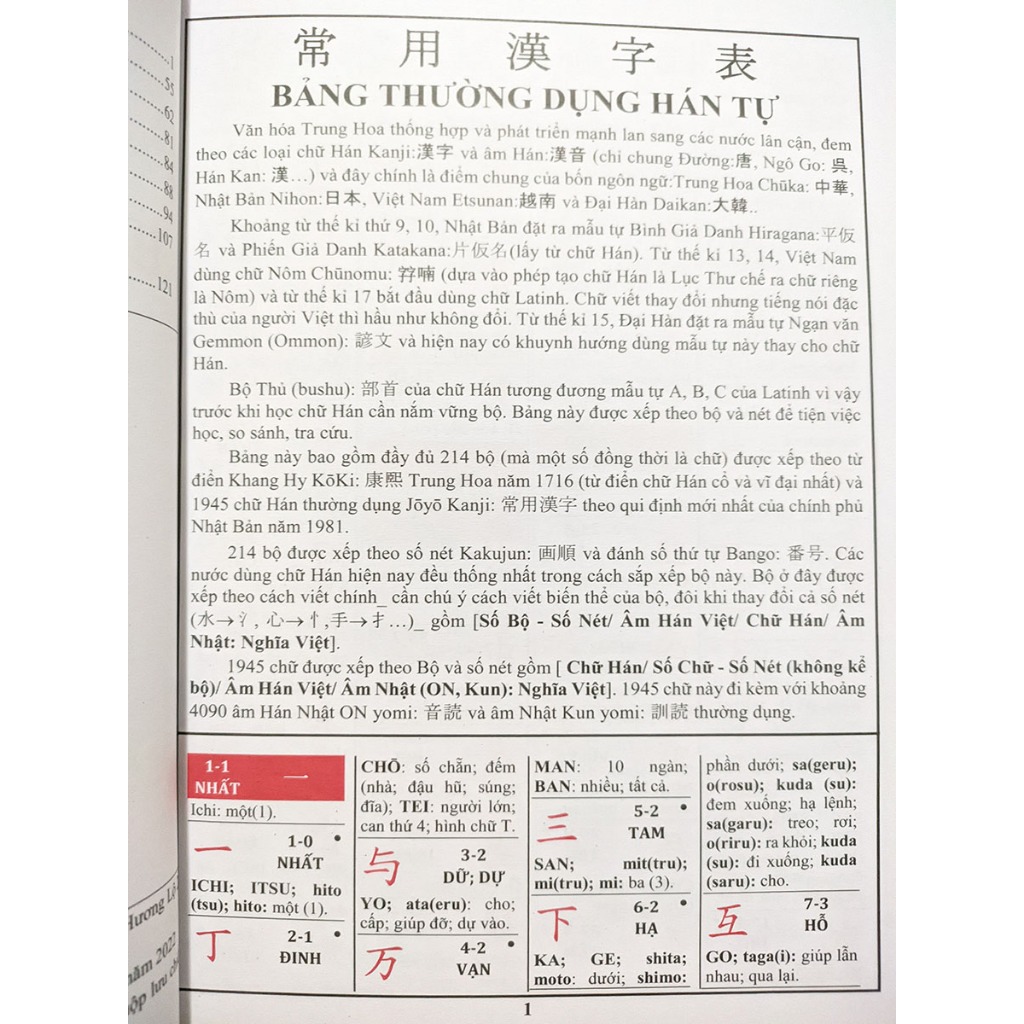 1
55
62
81
84
88
94
107
121
năm 2022
常 用 漢 字 表
BẢNG THƯỜNG DỤNG HÁN TỰ
Văn hóa Trung Hoa thống hợp và phát triển mạnh lan sang các nước lân cận, đem
theo các loại chữ Hán Kanji:漢字 và âm Hán:漢音 (chỉ chung Đường:唐, Ngô Go: 吳,
Hán Kan: 漢…) và đây chính là điểm chung của bốn ngôn ngữ:Trung Hoa Chūka: 中華,
Nhật Bản Nihon:日本, Việt Nam Etsunan:越南 và Đại Hàn Daikan:大韓..
Khoảng từ thế kỉ thứ 9, 10, Nhật Bản đặt ra mẫu tự Bình Giả Danh Hiragana:平仮
名 và Phiến Giả Danh Katakana:片仮名(lấy từ chữ Hán). Từ thế kỉ 13, 14, Việt Nam
dùng chữ Nôm Chūnomu: 喃 (dựa vào phép tạo chữ Hán là Lục Thư chế ra chữ riêng
là Nôm) và từ thế kỉ 17 bắt đầu dùng chữ Latinh. Chữ viết thay đổi nhưng tiếng nói đặc
thù của người Việt thì hầu như không đổi. Từ thế kỉ 15, Đại Hàn đặt ra mẫu tự Ngạn văn
Gemmon (Ommon): 諺文 và hiện nay có khuynh hướng dùng mẫu tự này thay cho chữ
Hán.
Bộ Thủ (bushu): 部首 của chữ Hán tương đương mẫu tự A, B, C của Latinh vì vậy
trước khi học chữ Hán cần nắm vững bộ. Bảng này được xếp theo bộ và nét để tiện việc
học, so sánh, tra cứu.
Bảng này bao gồm đầy đủ 214 bộ (mà một số đồng thời là chữ) được xếp theo từ
điển Khang Hy KōKi: 康熙 Trung Hoa năm 1716 (từ điển chữ Hán cổ và vĩ đại nhất) và
1945 chữ Hán thường dụng Jōyō Kanji: 常用漢字 theo qui định mới nhất của chính phủ
Nhật Bản năm 1981.
214 bộ được xếp theo số nét Kakujun: 画順 và đánh số thứ tự Bango: 番号. Các
nước dùng chữ Hán hiện nay đều thống nhất trong cách sắp xếp bộ này. Bộ ở đây được
xếp theo cách viết chính_ cần chú ý cách viết biến thể của bộ, đôi khi thay đổi cả số nét
(水→氵, 心→忄,手→扌…)_ gồm [Số Bộ - Số Nét/ Âm Hán Việt/ Chữ Hán/ Âm
Nhật: Nghĩa Việt].
1945 chữ được xếp theo Bộ và số nét gồm [ Chữ Hán/ Số Chữ - Số Nét (không kể
bộ)/ Âm Hán Việt/ Âm Nhật (ON, Kun): Nghĩa Việt]. 1945 chữ này đi kèm với khoảng
4090 âm Hán Nhật ON yomi: 音読 và âm Nhật Kun yomi: 訓読 thường dụng.
1-1 一
NHẤT
Ichi: một(1).
一 1-0
NHẤT
ICHI; ITSU; hito
(tsu); hito: một (1).
丁 2-1
ĐINH
CHŌ: số chẵn; đếm
(nhà; đậu hũ; súng;
đĩa); TEI: người lớn;
can thứ 4; hình chữ T.
与 3-2
DỮ; DỰ
YO; ata(eru): cho;
cấp; giúp đỡ; dự vào.
万 4-2
VẠN
MAN: 10 ngàn;
BAN: nhiều; tất cả.
三 5-2
TAM
SAN; mit(tru);
mi(tru); mi: ba (3).
下 6-2
HẠ
KA; GE; shita;
moto: dưới; shimo:
phần dưới; sa(geru);
o(rosu); kuda (su):
đem xuống; hạ lệnh;
sa(garu): treo; rơi;
o(riru): ra khỏi; kuda
(su): đi xuống; kuda
(saru): cho.
互 7-3
HỖ
GO; taga(i): giúp lẫn
nhau; qua lại.
1